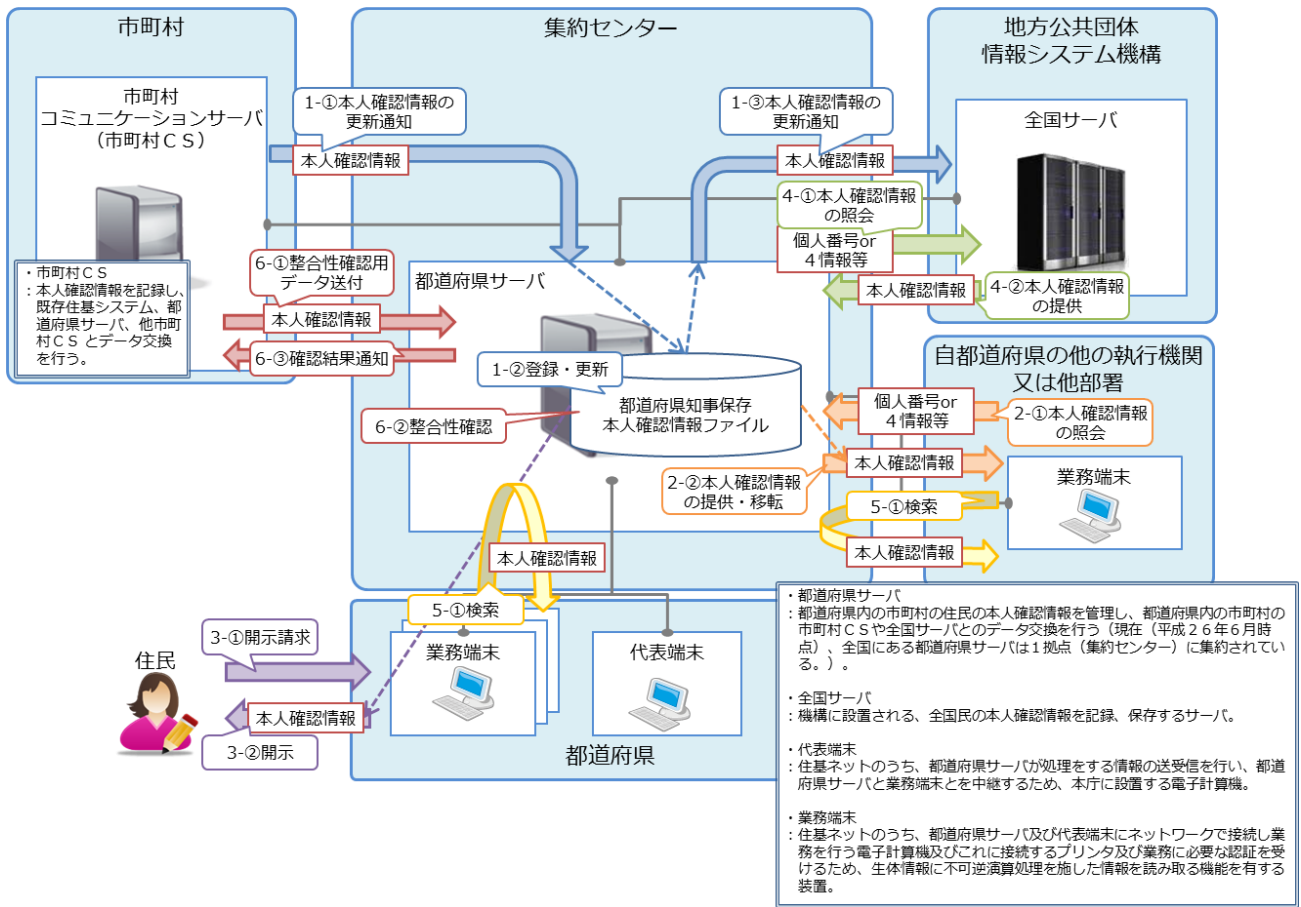 市町村
集約センター
地方公共団体
情報システム機構
市町村
コミュニケーションサーバ
（市町村ＣＳ）
1-①本人確認情報の
更新通知
本人確認情報
1-③本人確認情報の
更新通知
本人確認情報
全国サーバ
4-①本人確認情報
の照会
個人番号or
４情報等
本人確認情報
4-②本人確認情報
の提供
・市町村ＣＳ
：本人確認情報を記録し、
既存住基システム、都
道府県サーバ、他市町
村ＣＳ とデータ交換
を行う。
6-①整合性確認用
データ送付
本人確認情報
6-③確認結果通知
都道府県サーバ
1-②登録・更新
都道府県知事保存
本人確認情報ファイル
6-②整合性確認
自都道府県の他の執行機関
又は他部署
個人番号or
４情報等
2-①本人確認情報
の照会
本人確認情報
2-②本人確認情報
の提供・移転
業務端末
5-①検索
本人確認情報
本人確認情報
5-①検索
3-①開示請求
住民
本人確認情報
3-②開示
業務端末
代表端末
都道府県
・都道府県サーバ
：都道府県内の市町村の住民の本人確認情報を管理し、都道府県内の市町村の
市町村ＣＳや全国サーバとのデータ交換を行う（現在（平成２６年６月時
点）、全国にある都道府県サーバは１拠点（集約センター）に集約されてい
る。）。
・全国サーバ
：機構に設置される、全国民の本人確認情報を記録、保存するサーバ。
・代表端末
：住基ネットのうち、都道府県サーバが処理をする情報の送受信を行い、都道
府県サーバと業務端末とを中継するため、本庁に設置する電子計算機。
・業務端末
：住基ネットのうち、都道府県サーバ及び代表端末にネットワークで接続し業
務を行う電子計算機及びこれに接続するプリンタ及び業務に必要な認証を受
けるため、生体情報に不可逆演算処理を施した情報を読み取る機能を有する
装置。